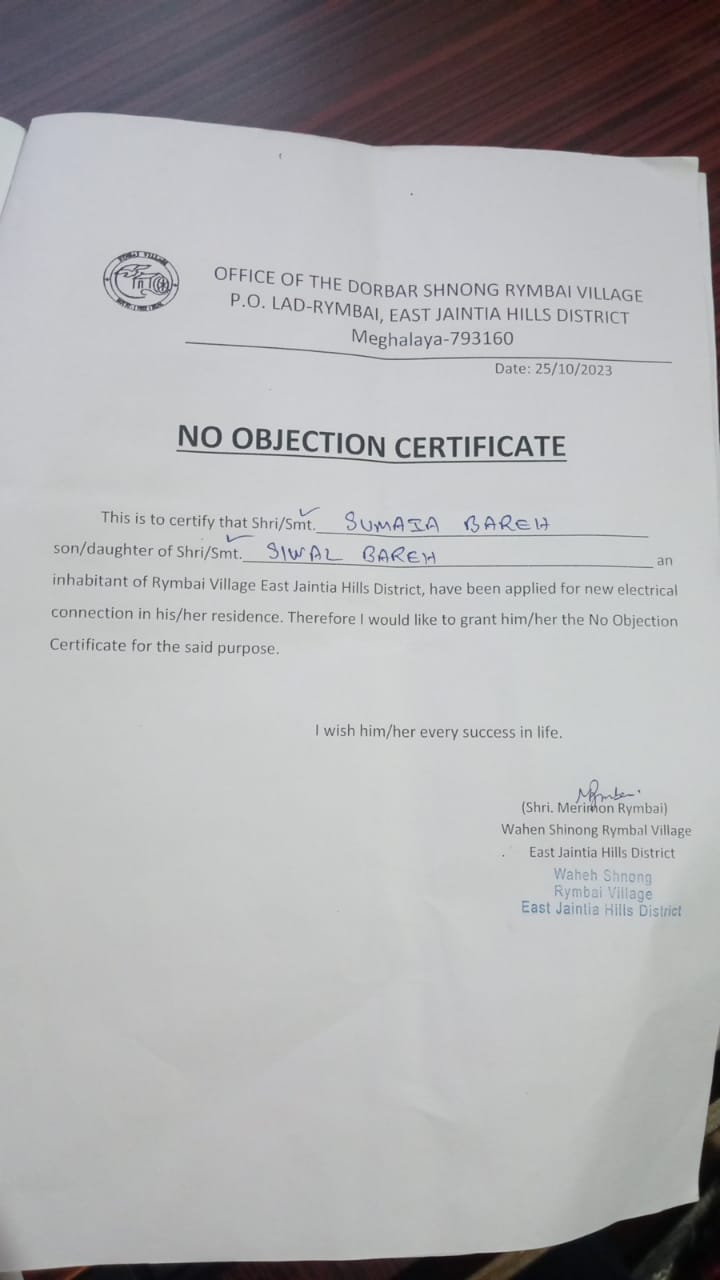 OFFICE OF THE DORBAR SHNONG RYMBAI VILLAGE
P.O. LAD-RYMBAI, EAST JAINTIA HILLS DISTRICT
Meghalaya-793160
Date: 25/10/2023
NO OBJECTION CERTIFICATE
This is to certify that Shri/Smt. SUMAIA BAREH
son/daughter of Shri/Smt. SIWAL BAREH an
inhabitant of Rymbai Village East Jaintia Hills District, have been applied for new electrical
connection in his/her residence. Therefore I would like to grant him/her the No Objection
Certificate for the said purpose.
I wish him/her every success in life.
(Shri. Merimon Rymbai)
Wahen Shinong Rymbal Village
East Jaintia Hills District
Waheh Shnong
Rymbai Village
East Jaintia Hills District